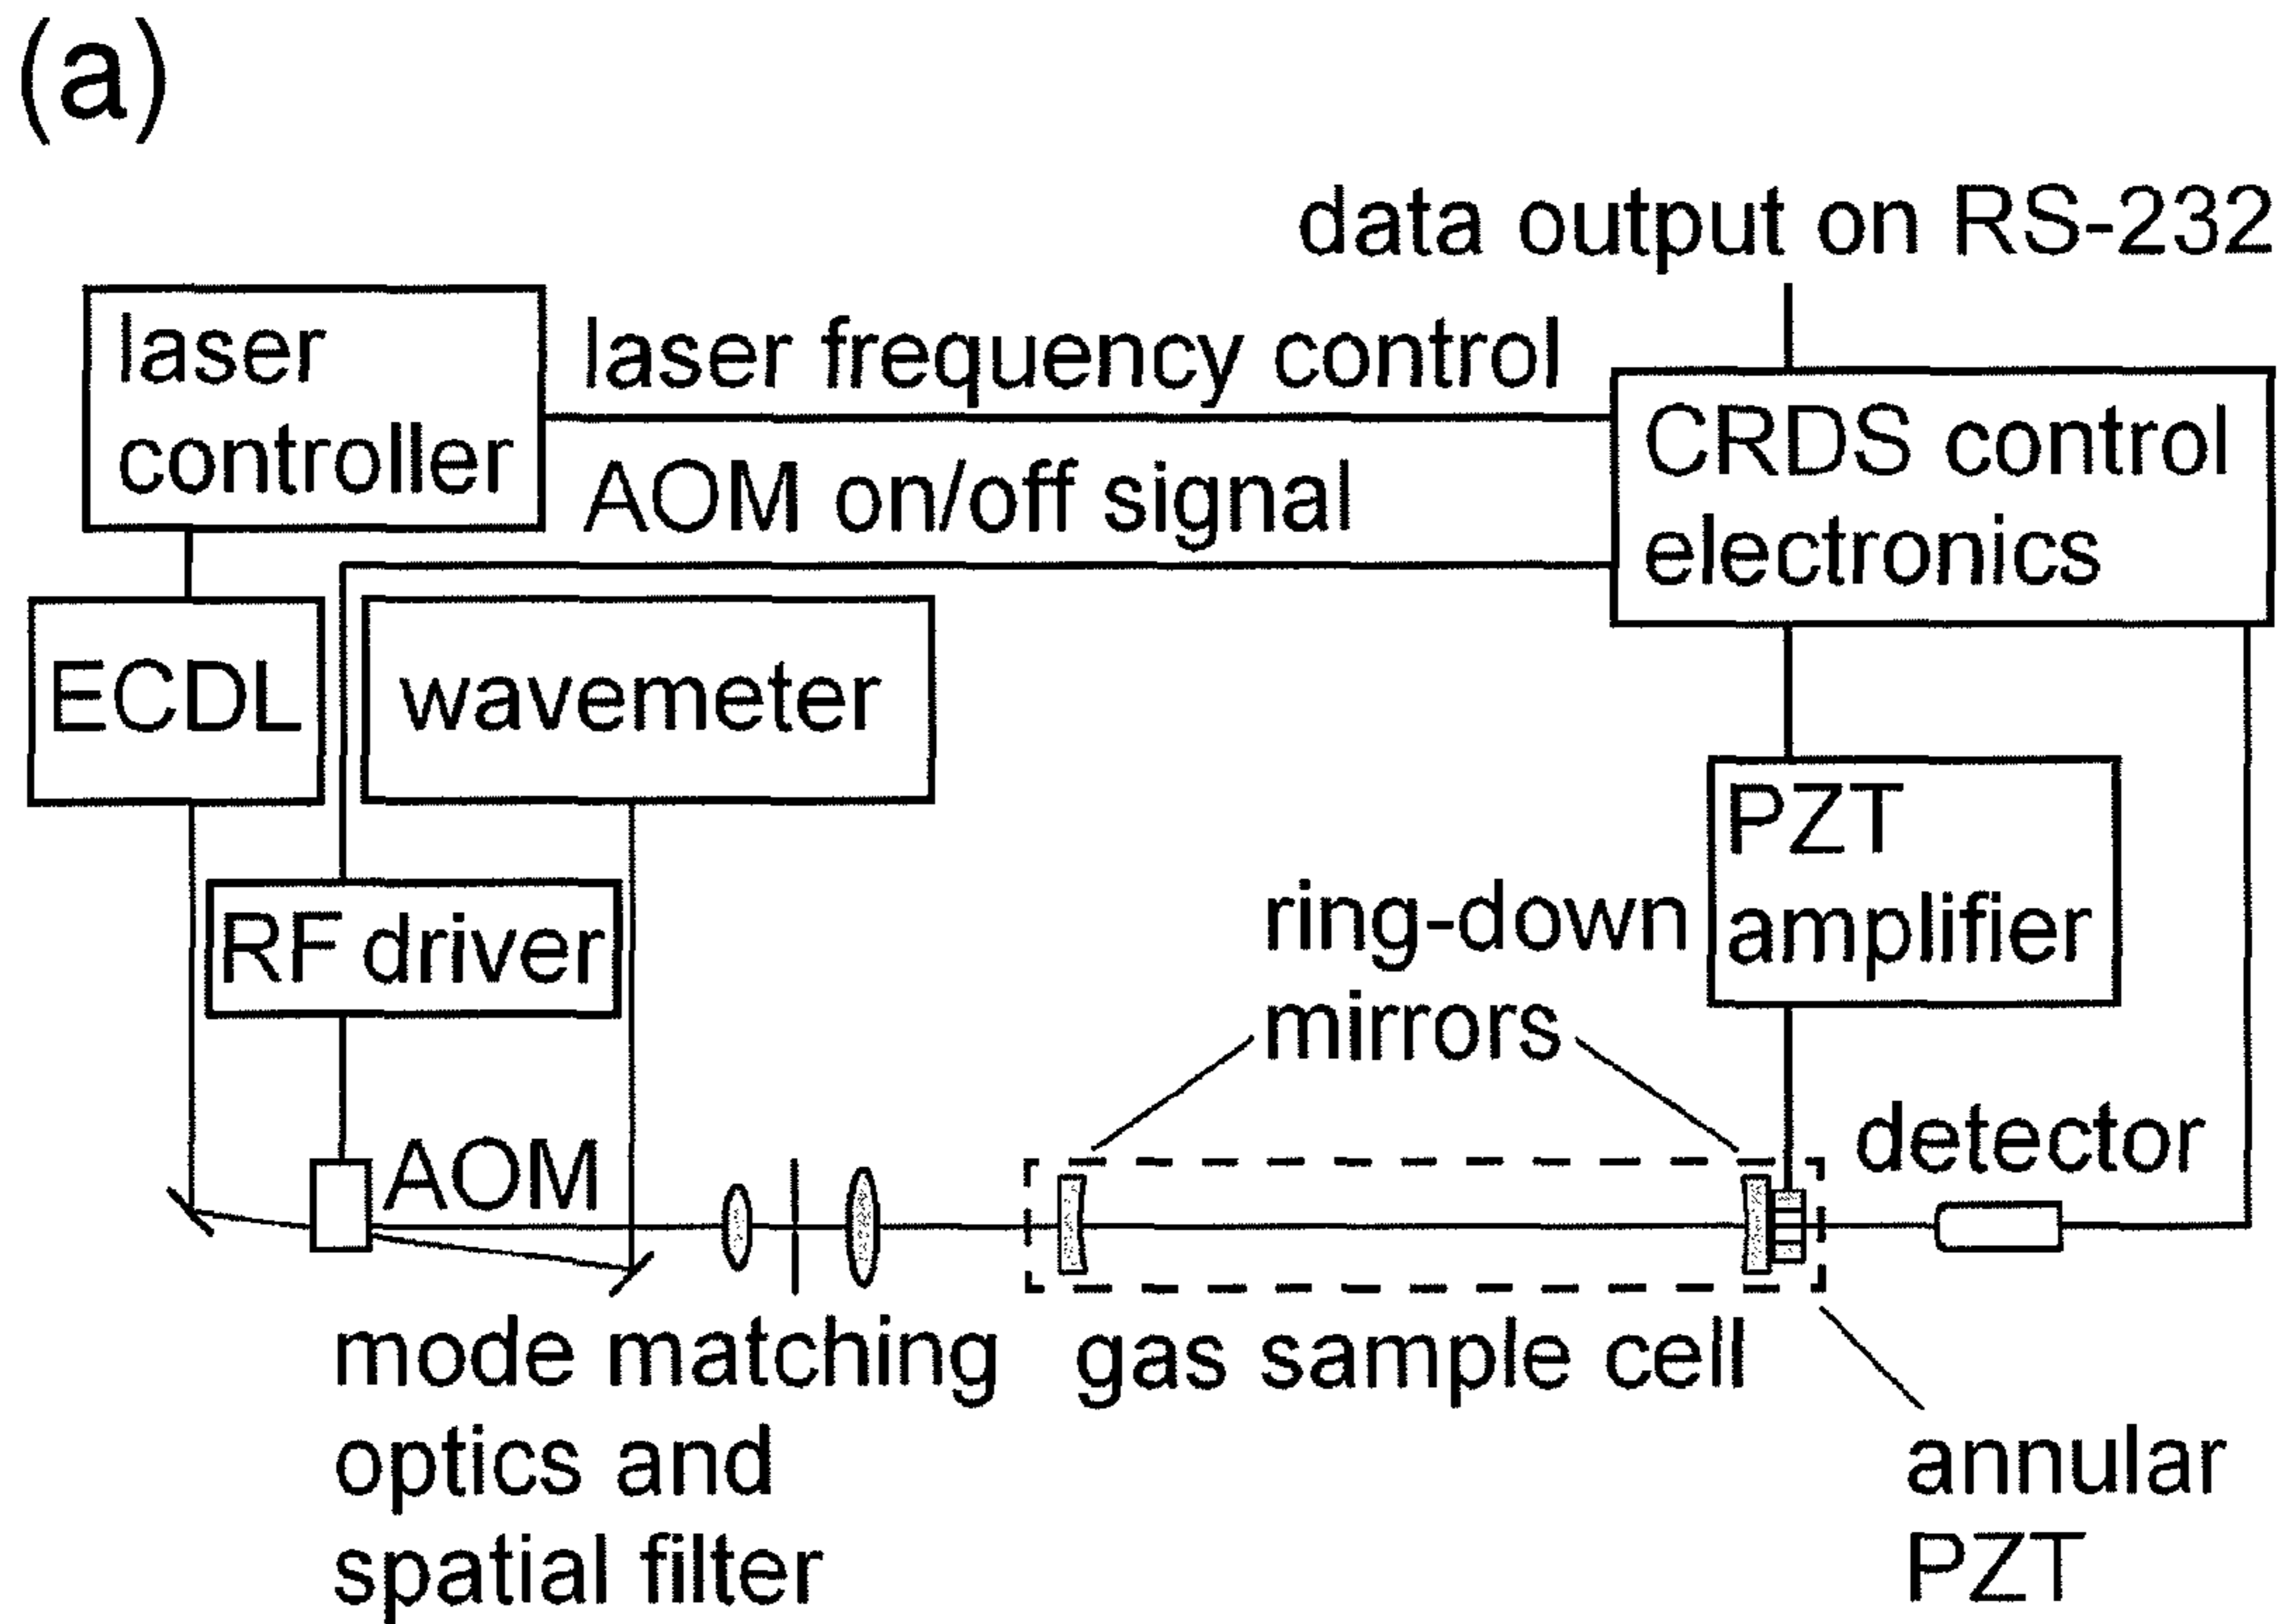 (a)
data output on RS-232
laser
controller
laser frequency control
AOM on/off signal
CRDS control
electronics
ECDL
wavemeter
PZT
amplifier
RF driver
ring-down
mirrors
AOM
detector
mode matching
optics and
spatial filter
gas sample cell
annular
PZT